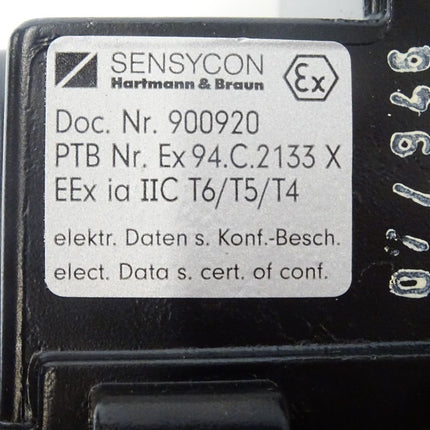 SENSYCON
Hartmann & Braun
Ex
Doc. Nr. 900920
PTB Nr. Ex 94.C.2133 X
EEx ia IIC T6/T5/T4
elektr. Daten s. Konf.-Besch.
elect. Data s. cert. of conf.